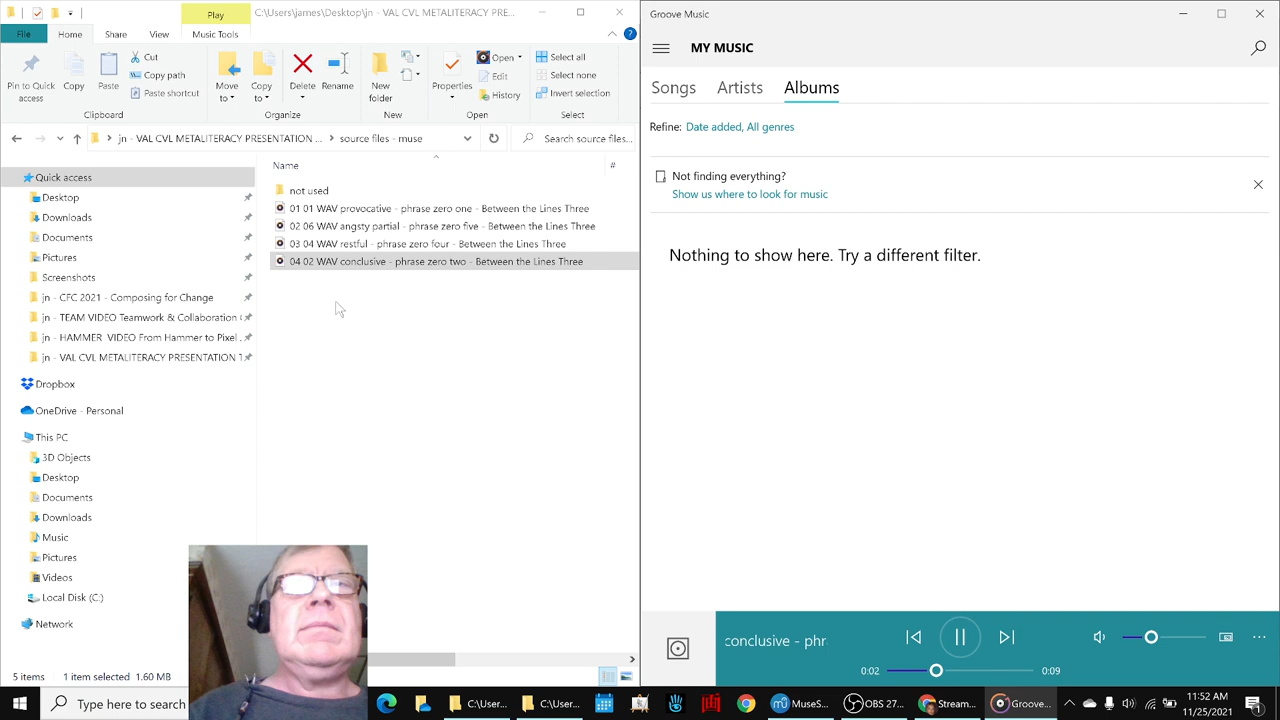 Play
C:\Users\james\Desktop\jn - VAL CVL METALITERACY PRE...
File
Home
Share
View
Music Tools
Pin to Quick access
Copy
Paste
Cut
Copy path
Paste shortcut
Clipboard
Move to
Copy to
Delete
Rename
Organize
New folder
New
Properties
Open
Edit
History
Open
Select all
Select none
Invert selection
Select
jn - VAL CVL METALITERACY PRESENTATION ...
source files - muse
Search source files...
Name
#
Quick access
Desktop
Downloads
Documents
Pictures
Screenshots
jn - CFC 2021 - Composing for Change
jn - TEAM VIDEO Teamwork & Collaboration
jn - HAMMER VIDEO From Hammer to Pixel
jn - VAL CVL METALITERACY PRESENTATION T
Dropbox
OneDrive - Personal
This PC
3D Objects
Desktop
Documents
Downloads
Music
Pictures
Videos
Local Disk (C:)
Network
not used
01 01 WAV provocative - phrase zero one - Between the Lines Three
02 06 WAV angsty partial - phrase zero five - Between the Lines Three
03 04 WAV restful - phrase zero four - Between the Lines Three
04 02 WAV conclusive - phrase zero two - Between the Lines Three
5 items
1 item selected 1.60 MB
Groove Music
MY MUSIC
Songs
Artists
Albums
Refine: Date added, All genres
Not finding everything?
Show us where to look for music
Nothing to show here. Try a different filter.
conclusive - phr
0:02
0:09
Type here to search
C:\Users...
C:\Users...
MuseS...
OBS 27...
Stream...
Groove...
11:52 AM
11/25/2021
1